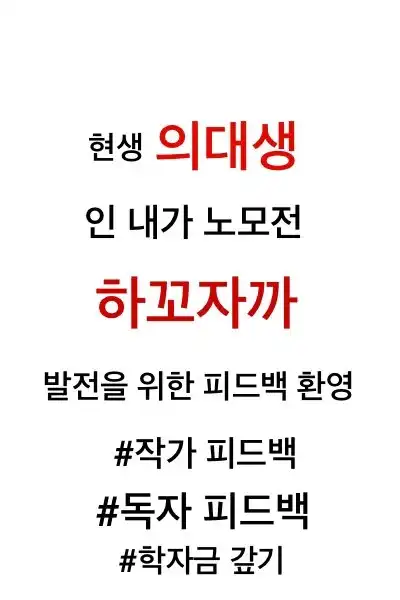 현생 의대생
인 내가 노모전
하꼬자까
발전을 위한 피드백 환영
#작가 피드백
#독자 피드백
#학자금 갚기